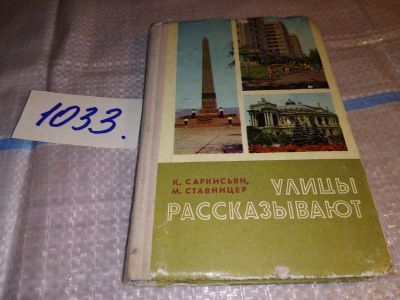 1033.
К. САРКИСЬЯН,
М. СТАВНИЦЕР
УЛИЦЫ
РАССКАЗЫВАЮТ